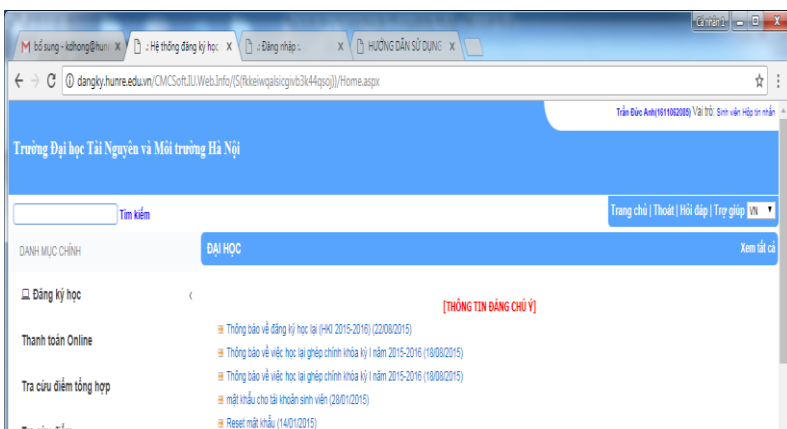 Cá nhân 1
bổ sung - kdhong@hunr
.: Hệ thống đăng ký học
.: Đăng nhập :.
HƯỚNG DẪN SỬ DỤNG
dangky.hunre.edu.vn/CMCSoft.IU.Web.Info/(S(fkkeiwqalsicgivb3k44qsoj))/Home.aspx
Trần Đức Anh(1611062085) Vai trò: Sinh viên Hộp tin nhắn
Trường Đại học Tài Nguyên và Môi trường Hà Nội
Tìm kiếm
Trang chủ | Thoát | Hỏi đáp | Trợ giúp VN
DANH MỤC CHÍNH
ĐẠI HỌC
Xem tất cả
Đăng ký học
[THÔNG TIN ĐÁNG CHÚ Ý]
Thông báo về đăng ký học lại (HKI 2015-2016) (22/08/2015)
Thanh toán Online
Thông báo về việc học lại ghép chính khóa kỳ I năm 2015-2016 (18/08/2015)
Thông báo về việc học lại ghép chính khóa kỳ I năm 2015-2016 (18/08/2015)
Tra cứu điểm tổng hợp
mật khẩu cho tài khoản sinh viên (28/01/2015)
Reset mật khẩu (14/01/2015)